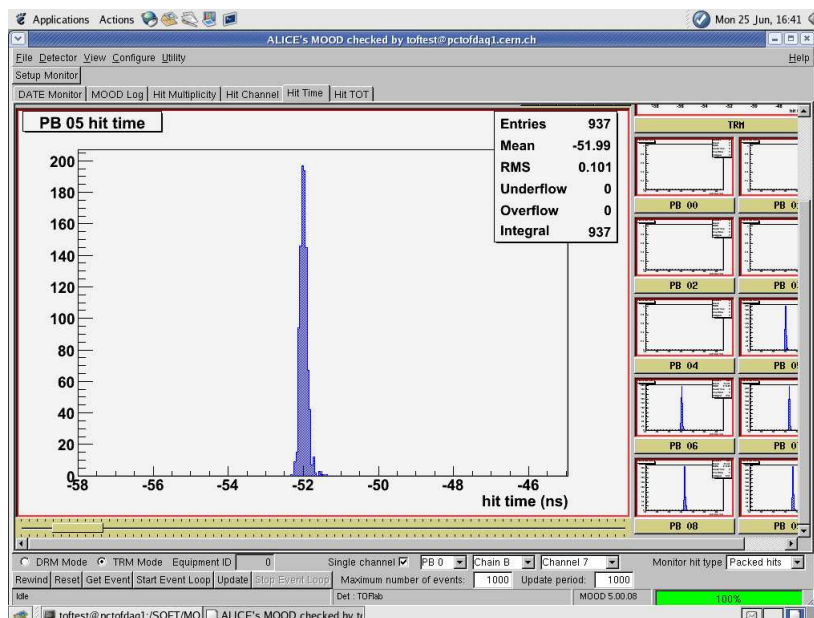 Applications Actions Mon 25 Jun, 16:41
ALICE's MOOD checked by toftest@pctofdaq1.cern.ch
File Detector View Configure Utility Help
Setup Monitor
DATE Monitor MOOD Log Hit Multiplicity Hit Channel Hit Time Hit TOT
PB 05 hit time
Entries 937
Mean -51.99
RMS 0.101
Underflow 0
Overflow 0
Integral 937
200
180
160
140
120
100
80
60
40
20
0
-58 -56 -54 -52 -50 -48 -46
hit time (ns)
TRM
PB 00
PB 02
PB 04
PB 06
PB 08
DRM Mode TRM Mode Equipment ID 0 Single channel PB 0 Chain B Channel 7 Monitor hit type Packed hits
Rewind Reset Get Event Start Event Loop Update Stop Event Loop Maximum number of events: 1000 Update period: 1000
Idle Det : TOFlab MOOD 5.00.08 100%
toftest@pctofdaq1:/SOFT/MO ALICE's MOOD checked by t